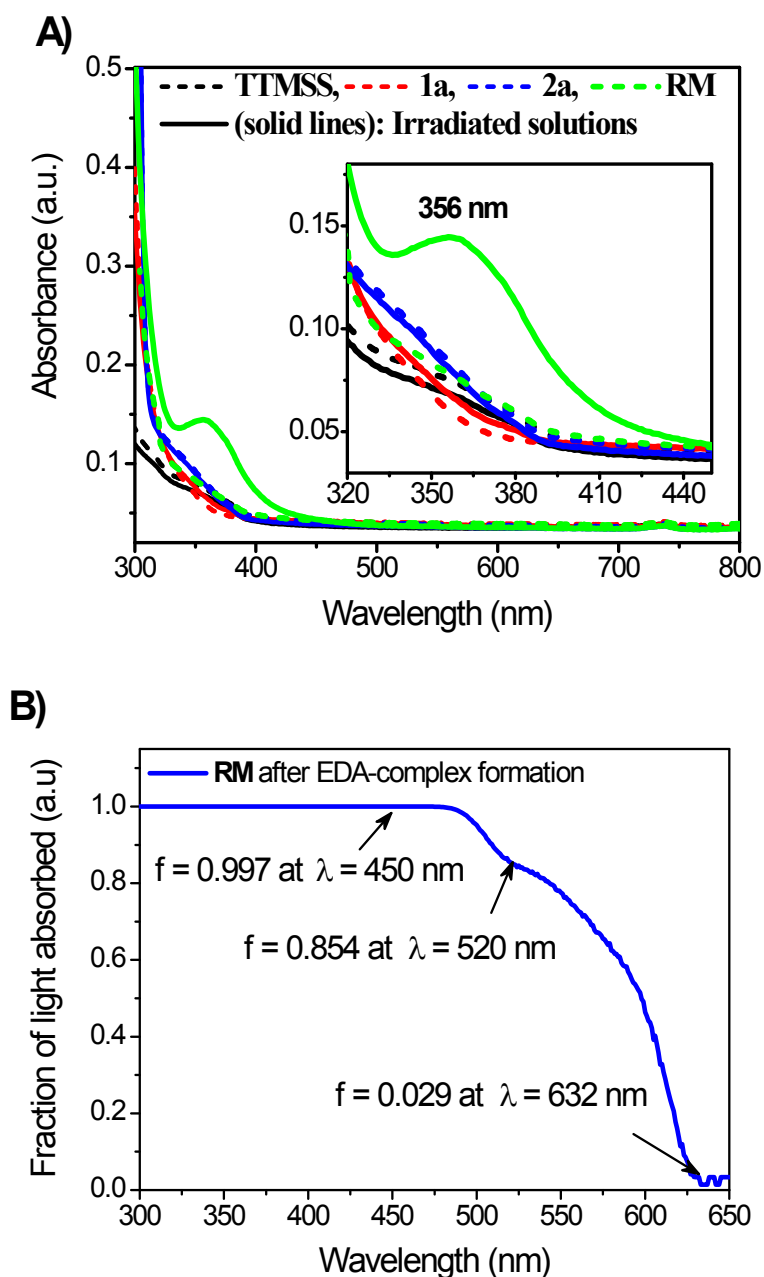 A)
TTMSS, 1a, 2a, RM
(solid lines): Irradiated solutions
356 nm
0.15
0.10
0.05
320 350 380 410 440
0.5
0.4
0.3
0.2
0.1
Absorbance (a.u.)
300 400 500 600 700 800
Wavelength (nm)
B)
RM after EDA-complex formation
f = 0.997 at λ = 450 nm
f = 0.854 at λ = 520 nm
f = 0.029 at λ = 632 nm
1.0
0.8
0.6
0.4
0.2
0.0
Fraction of light absorbed (a.u)
300 350 400 450 500 550 600 650
Wavelength (nm)